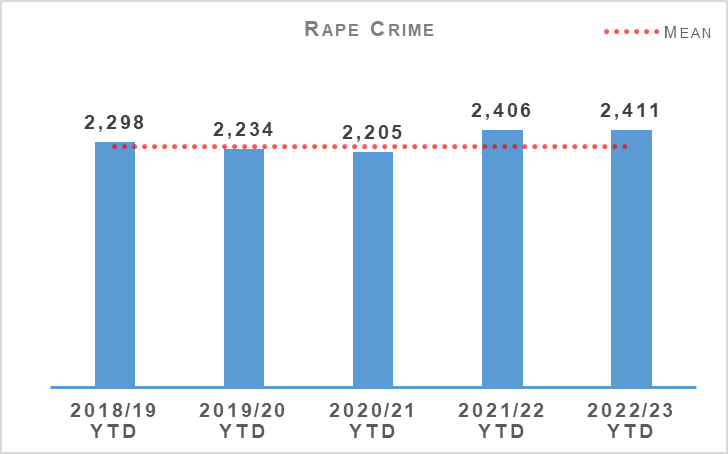 Rape Crime
Mean
2,298
2,234
2,205
2,406
2,411
2018/19 YTD
2019/20 YTD
2020/21 YTD
2021/22 YTD
2022/23 YTD